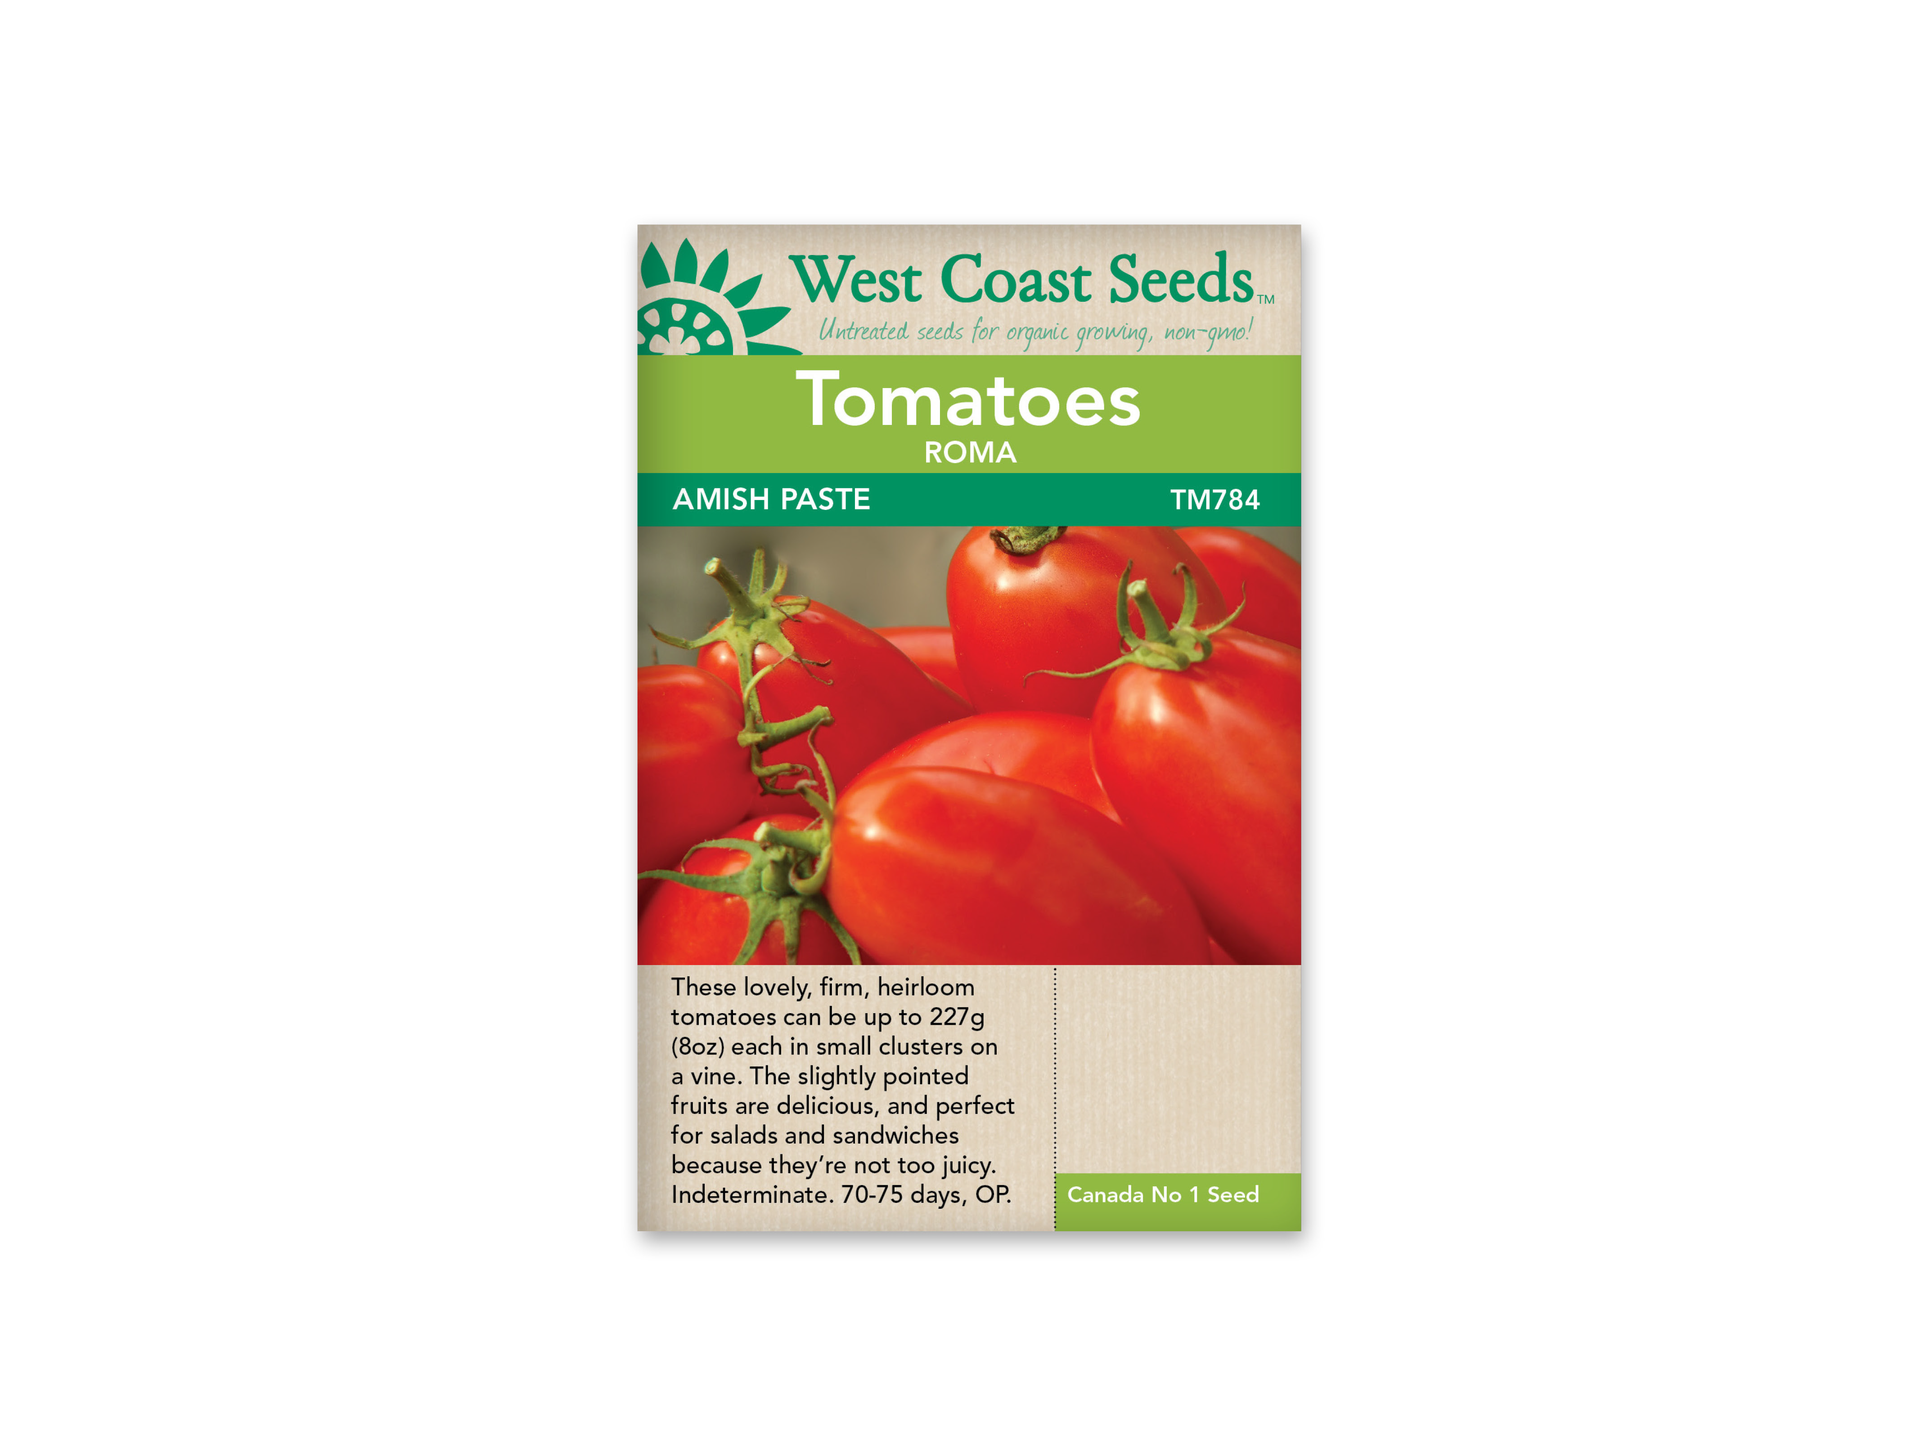 West Coast Seeds™
Untreated seeds for organic growing, non-gmo!
Tomatoes
ROMA
AMISH PASTE TM784
These lovely, firm, heirloom
tomatoes can be up to 227g
(8oz) each in small clusters on
a vine. The slightly pointed
fruits are delicious, and perfect
for salads and sandwiches
because they're not too juicy.
Indeterminate. 70-75 days, OP.
Canada No 1 Seed